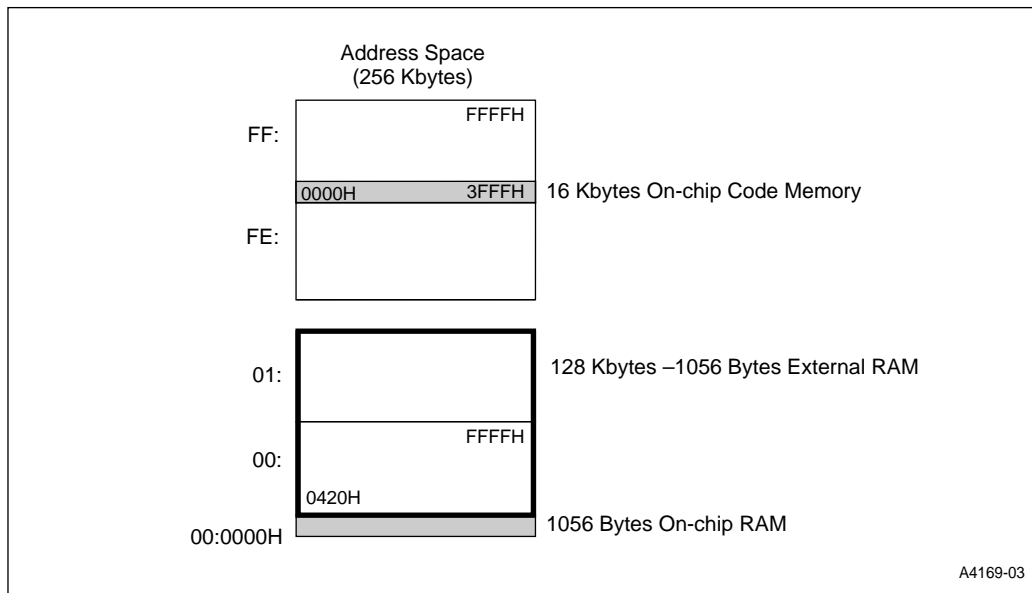 Address Space
(256 Kbytes)
FFFFH
FF:
0000H 3FFFH 16 Kbytes On-chip Code Memory
FE:
01: 128 Kbytes –1056 Bytes External RAM
FFFFH
00:
0420H
1056 Bytes On-chip RAM
00:0000H
A4169-03